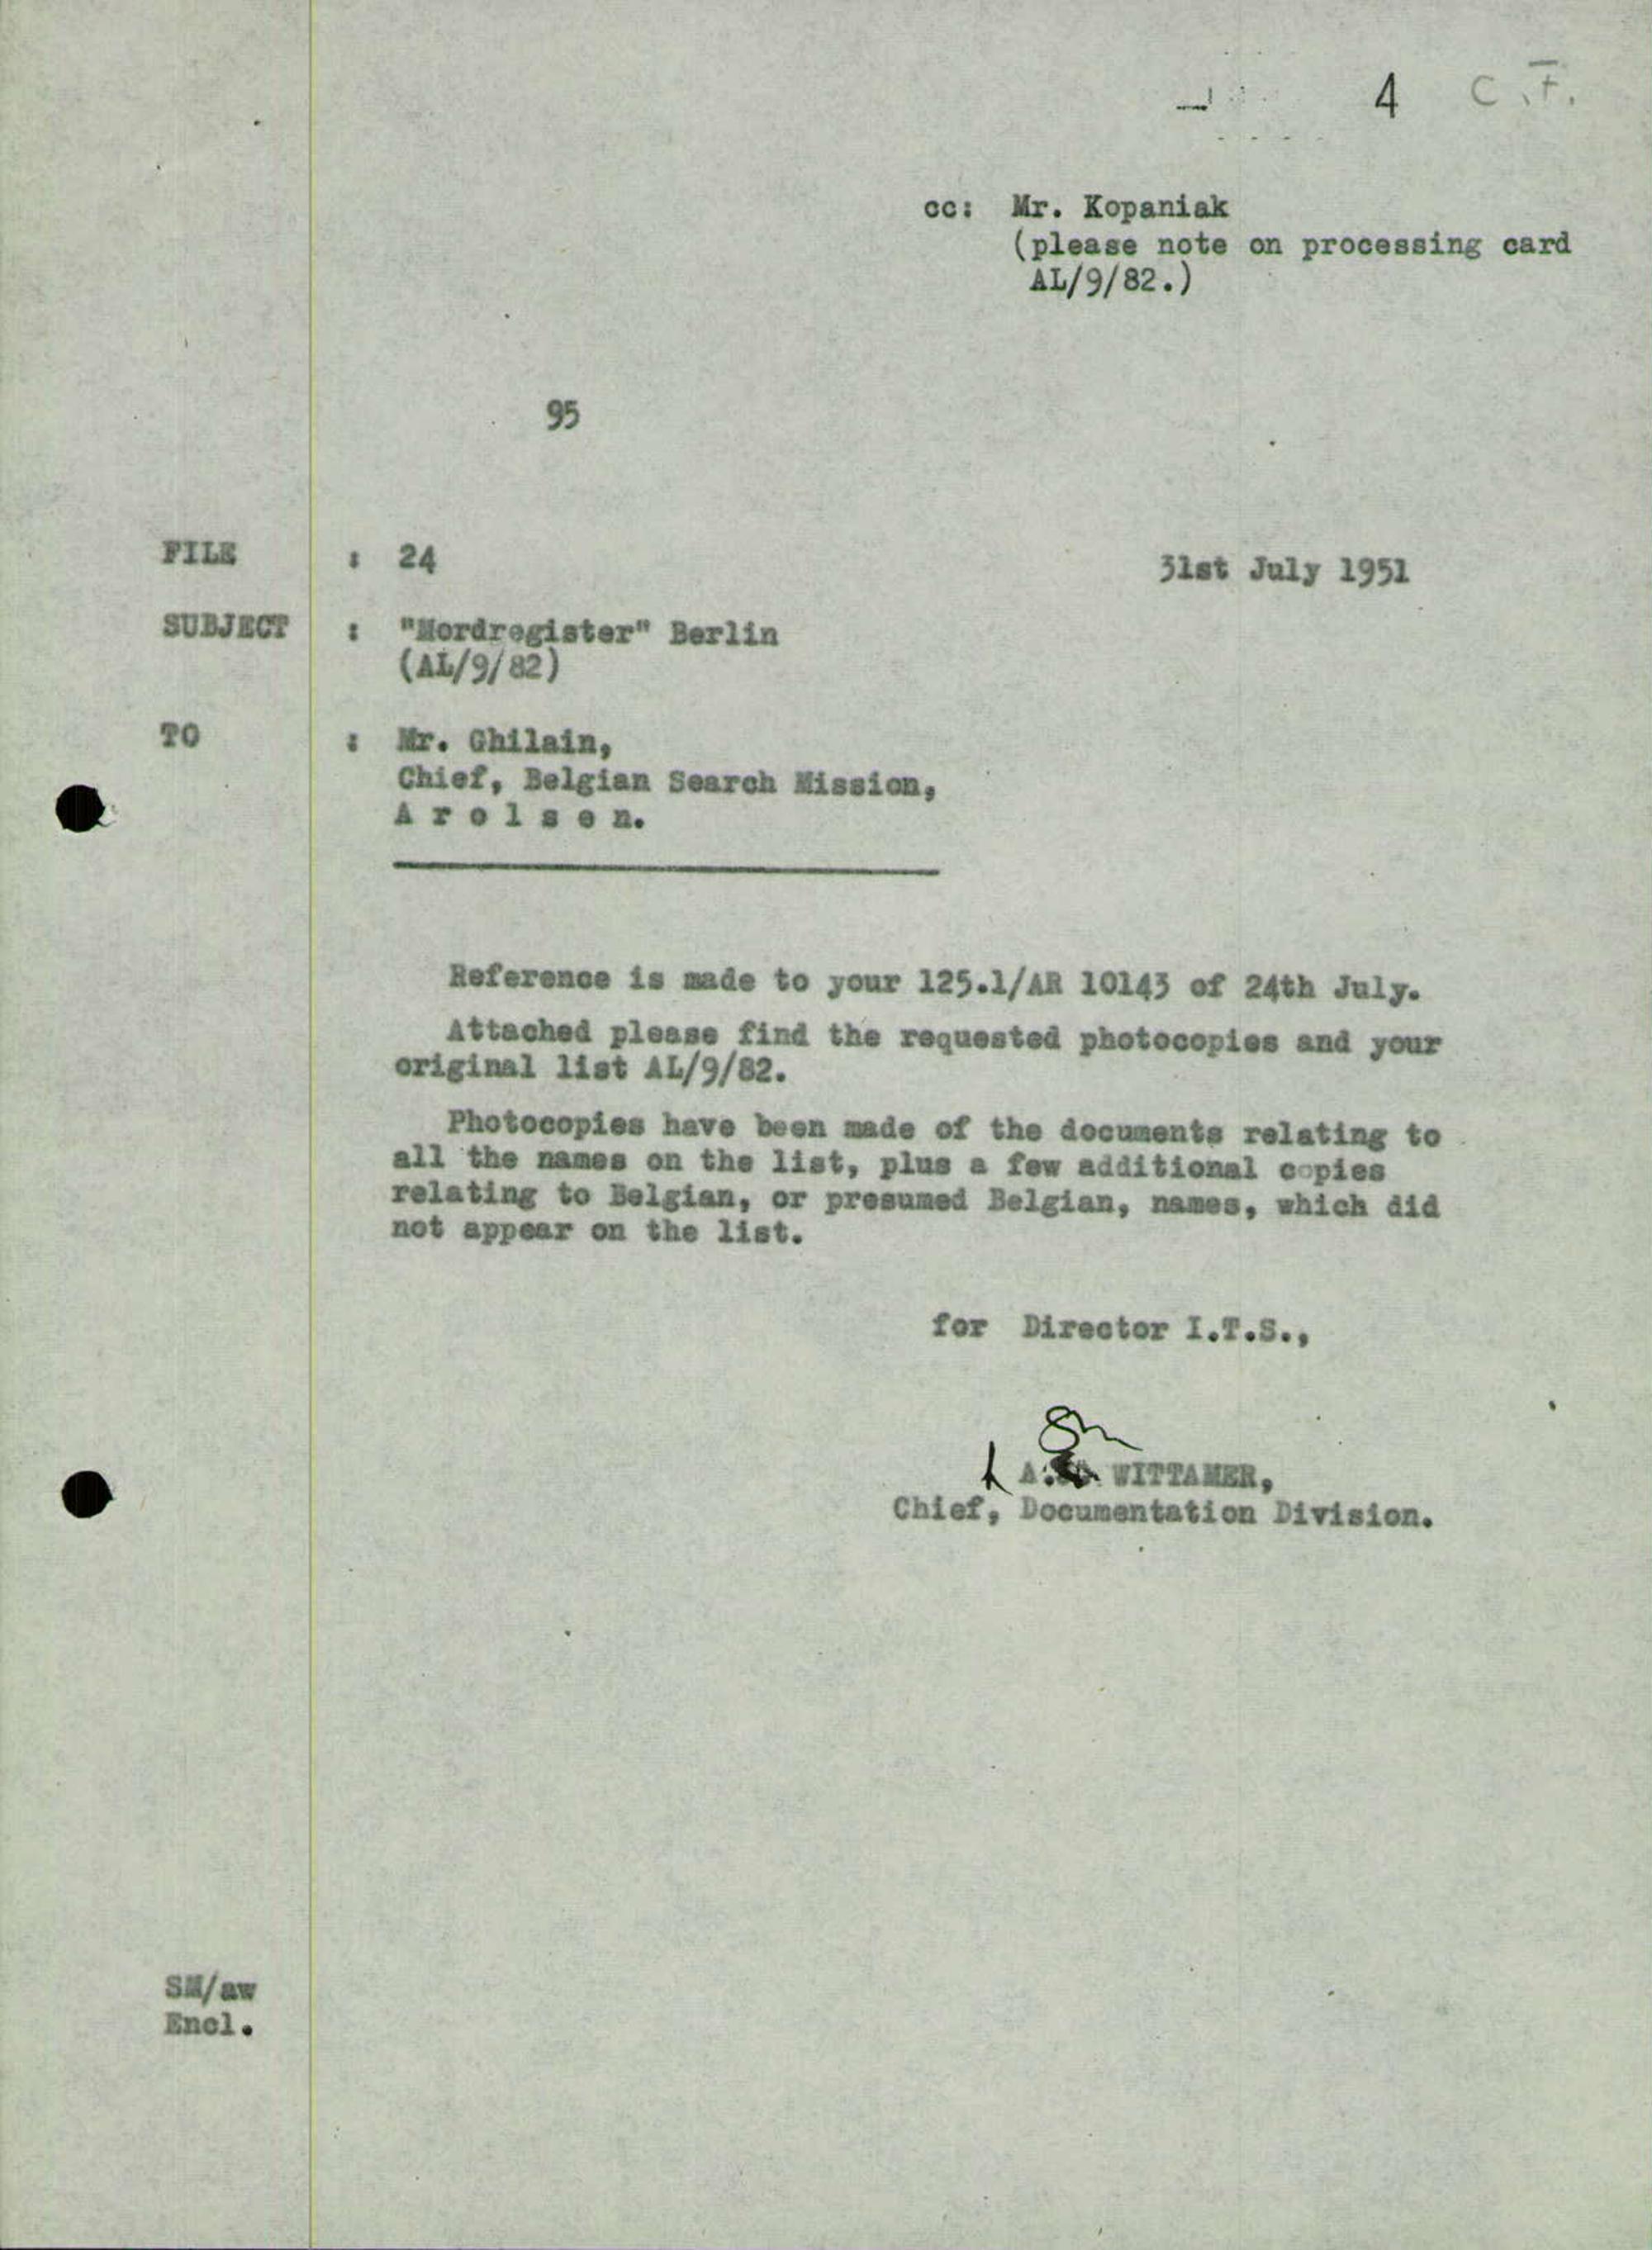 4 C.F.
cc: Mr. Kopaniak
(please note on processing card
AL/9/82.)
95
FILE : 24
31st July 1951
SUBJECT : "Mordregister" Berlin
(AL/9/82)
TO : Mr. Ghilain,
Chief, Belgian Search Mission,
A r o l s e n.
Reference is made to your 125.1/AR 10143 of 24th July.
Attached please find the requested photocopies and your
original list AL/9/82.
Photocopies have been made of the documents relating to
all the names on the list, plus a few additional copies
relating to Belgian, or presumed Belgian, names, which did
not appear on the list.
for Director I.T.S.,
A. WITTAMER,
Chief, Documentation Division.
SM/aw
Encl.